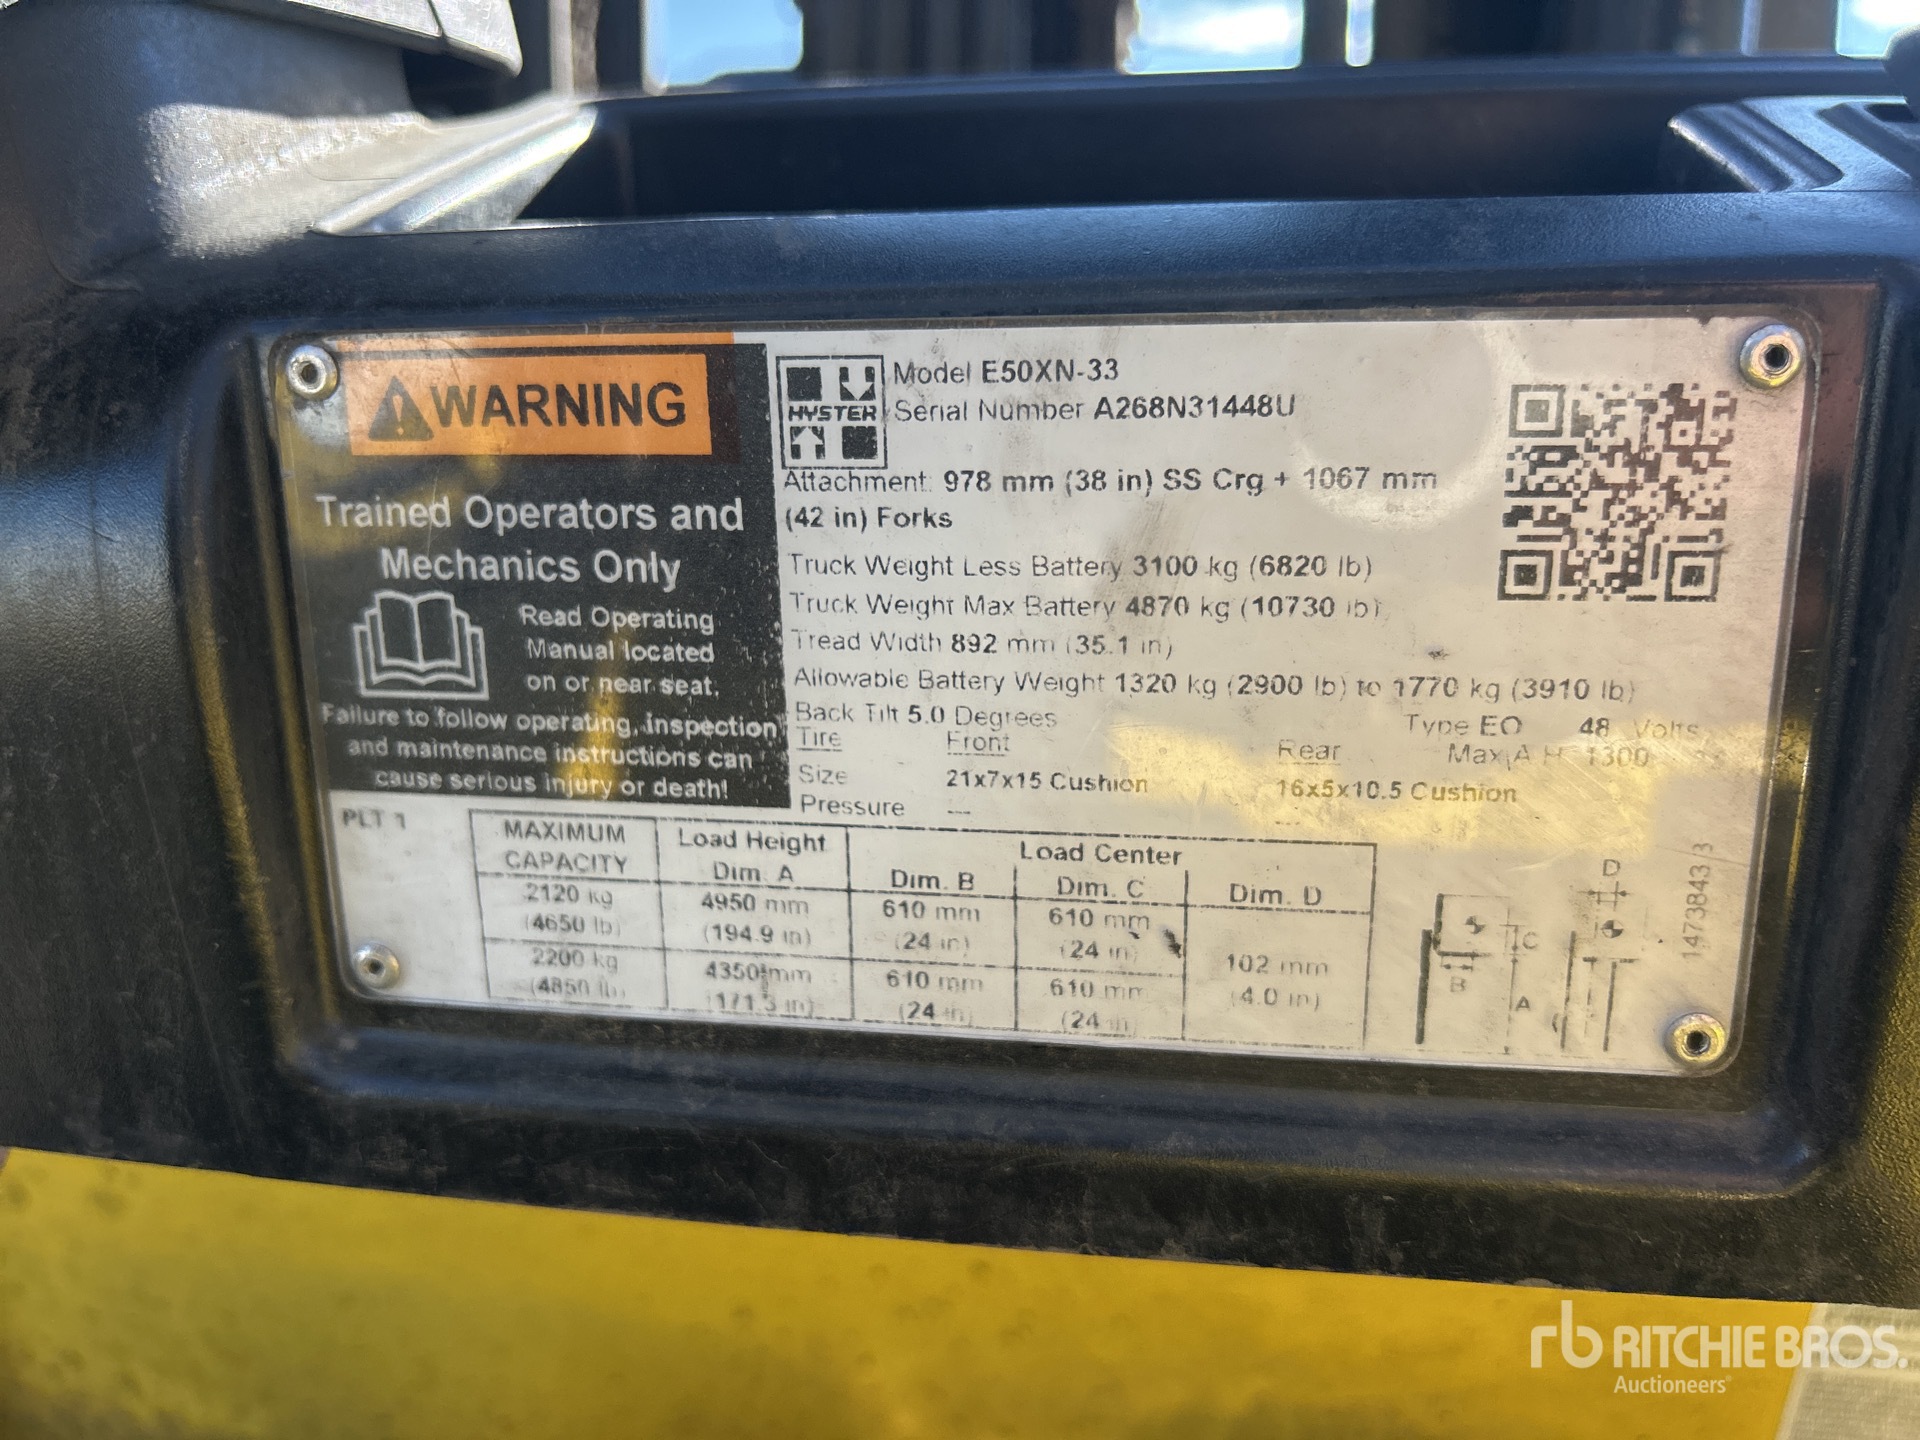 WARNING
Trained Operators and
Mechanics Only
Read Operating
Manual located
on or near seat.
Failure to follow operating, inspection
and maintenance instructions can
cause serious injury or death!
HYSTER
Model E50XN-33
Serial Number A268N31448U
Attachment: 978 mm (38 in) SS Crg + 1067 mm
(42 in) Forks
Truck Weight Less Battery 3100 kg (6820 lb)
Truck Weight Max Battery 4870 kg (10730 lb)
Tread Width 892 mm (35.1 in)
Allowable Battery Weight 1320 kg (2900 lb) to 1770 kg (3910 lb)
Back Tilt 5.0 Degrees Type EO 48 Volts
Tire Front Rear Max A H 1300
Size 21x7x15 Cushion 16x5x10.5 Cushion
Pressure --- ---
PLT 1
MAXIMUM CAPACITY Load Height Dim. A Load Center
Dim. B Dim. C Dim. D
2120 kg 4950 mm 610 mm 610 mm
(4650 lb) (194.9 in) (24 in) (24 in)
2200 kg 4350 mm 610 mm 610 mm 102 mm
(4850 lb) (171.3 in) (24 in) (24 in) (4.0 in)
D
C
B
A
14738433
rb RITCHIE BROS.
Auctioneers